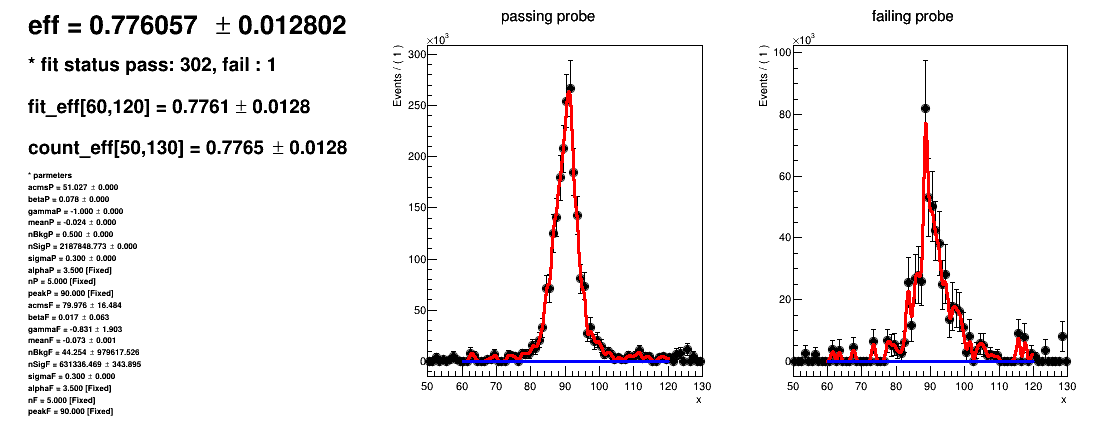 eff = 0.776057 ± 0.012802
* fit status pass: 302, fail : 1
fit_eff[60,120] = 0.7761 ± 0.0128
count_eff[50,130] = 0.7765 ± 0.0128
* parmeters
acmsP = 51.027 ± 0.000
betaP = 0.078 ± 0.000
gammaP = -1.000 ± 0.000
meanP = -0.024 ± 0.000
nBkgP = 0.500 ± 0.000
nSigP = 2187848.773 ± 0.000
sigmaP = 0.300 ± 0.000
alphaP = 3.500 [Fixed]
nP = 5.000 [Fixed]
peakP = 90.000 [Fixed]
acmsF = 79.976 ± 16.484
betaF = 0.017 ± 0.063
gammaF = -0.831 ± 1.903
meanF = -0.073 ± 0.001
nBkgF = 44.254 ± 979617.526
nSigF = 631336.469 ± 343.895
sigmaF = 0.300 ± 0.000
alphaF = 3.500 [Fixed]
nF = 5.000 [Fixed]
peakF = 90.000 [Fixed]
passing probe
×10³
Events / ( 1 )
300
250
200
150
100
50
0
50 60 70 80 90 100 110 120 130
x
failing probe
×10³
Events / ( 1 )
100
80
60
40
20
0
50 60 70 80 90 100 110 120 130
x